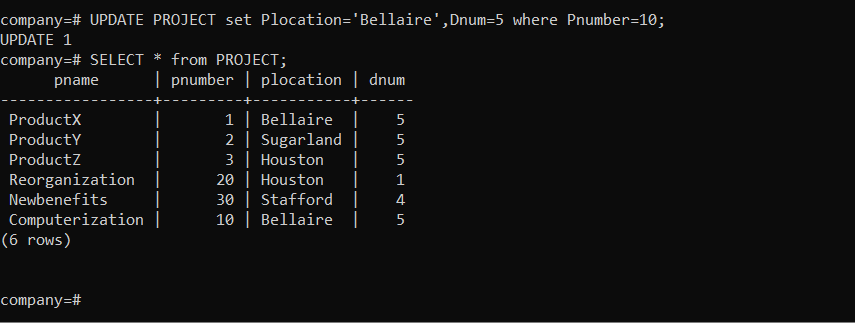 company=# UPDATE PROJECT set Plocation='Bellaire',Dnum=5 where Pnumber=10;
UPDATE 1
company=# SELECT * from PROJECT;
      pname      | pnumber | plocation | dnum
-----------------+---------+-----------+------
 ProductX        |       1 | Bellaire  |    5
 ProductY        |       2 | Sugarland |    5
 ProductZ        |       3 | Houston   |    5
 Reorganization  |      20 | Houston   |    1
 Newbenefits     |      30 | Stafford  |    4
 Computerization |      10 | Bellaire  |    5
(6 rows)
company=#